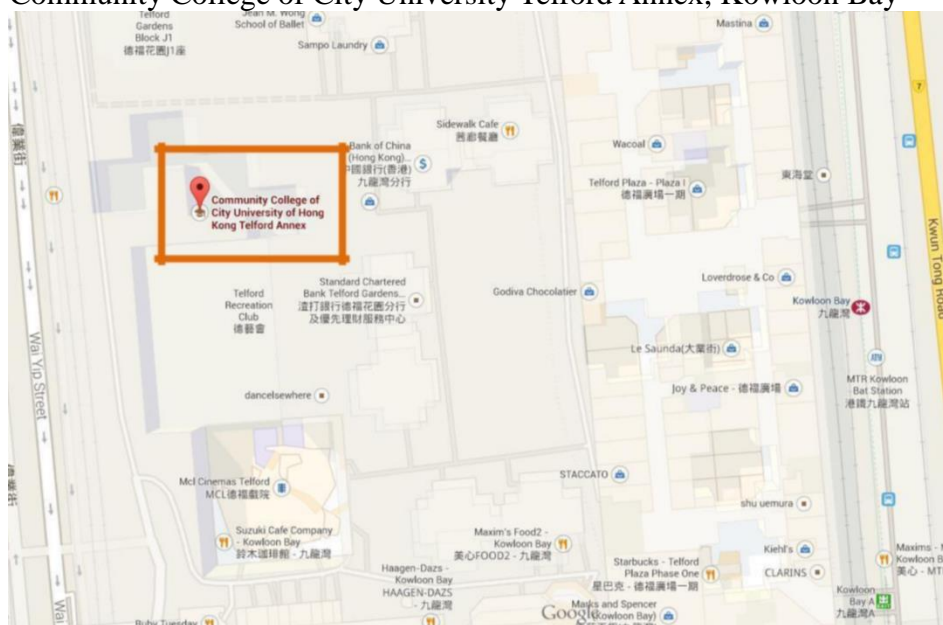 Community College of City University Telford Annex, Kowloon Bay
Telford
Gardens
Block J1
德福花園J1座
Jean M. Wong
School of Ballet
Sampo Laundry
Mastina
7
偉業街
Sidewalk Cafe
茜廊餐廳
Bank of China
(Hong Kong)...
中國銀行(香港)
九龍灣分行
$
Wacoal
Telford Plaza - Plaza I
德福廣場一期
東海堂
Community College of
City University of Hong
Kong Telford Annex
Kwun Tong Road
Standard Chartered
Bank Telford Gardens...
渣打銀行德福花園分行
及優先理財服務中心
Telford
Recreation
Club
德藝會
Godiva Chocolatier
Loverdrose & Co
Kowloon Bay
九龍灣
Wai Yip Street
Le Saunda(大業街)
MTR Kowloon
Bat Station
港鐵九龍灣站
Joy & Peace - 德福廣場
dancelsewhere
偉業街
Mcl Cinemas Telford
MCL德福戲院
STACCATO
shu uemura
Suzuki Cafe Company
- Kowloon Bay
鈴木咖啡館 - 九龍灣
Maxim's Food2 -
Kowloon Bay
美心FOOD2 - 九龍灣
Haagen-Dazs -
Kowloon Bay
HAAGEN-DAZS
- 九龍灣
Starbucks - Telford
Plaza Phase One
星巴克 - 德福廣場一期
Kiehl's
CLARINS
Maxims - M
Kowloon B
美心 - MT
Kowloon
Bay A
九龍灣A
Google
Marks and Spencer
(Kowloon Bay)
Wai
Ruby Tuesday